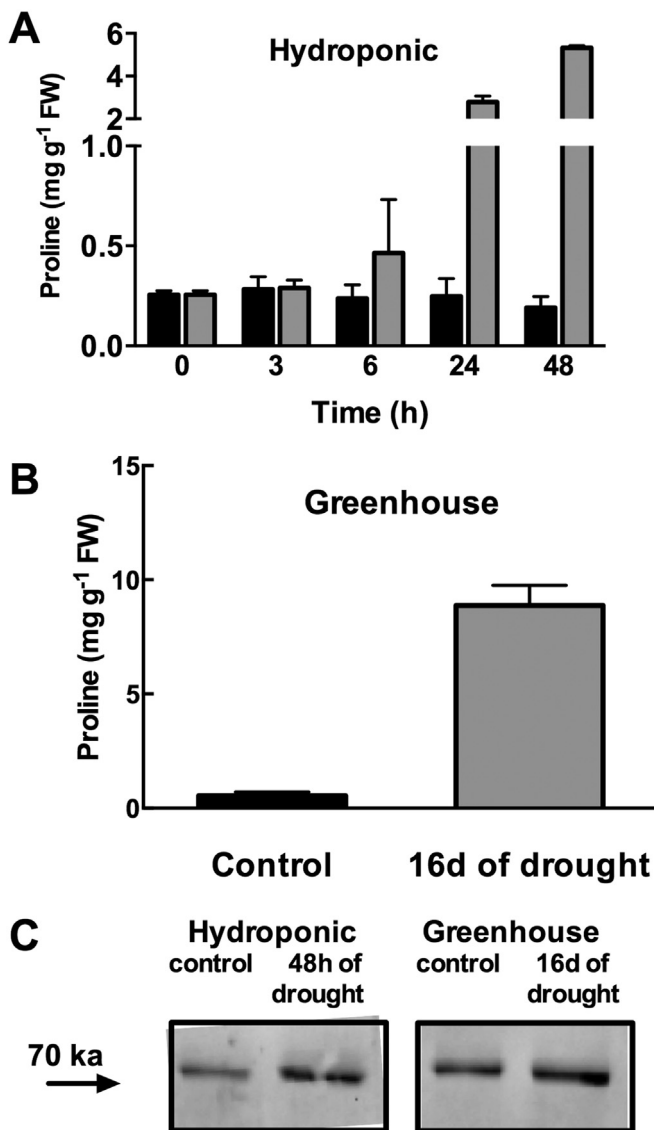 A
Hydroponic
Proline (mg g⁻¹ FW)
6
4
2
1.0
0.5
0.0
0 3 6 24 48
Time (h)
B
Greenhouse
Proline (mg g⁻¹ FW)
15
10
5
0
Control 16d of drought
C
Hydroponic Greenhouse
control 48h of drought control 16d of drought
70 ka